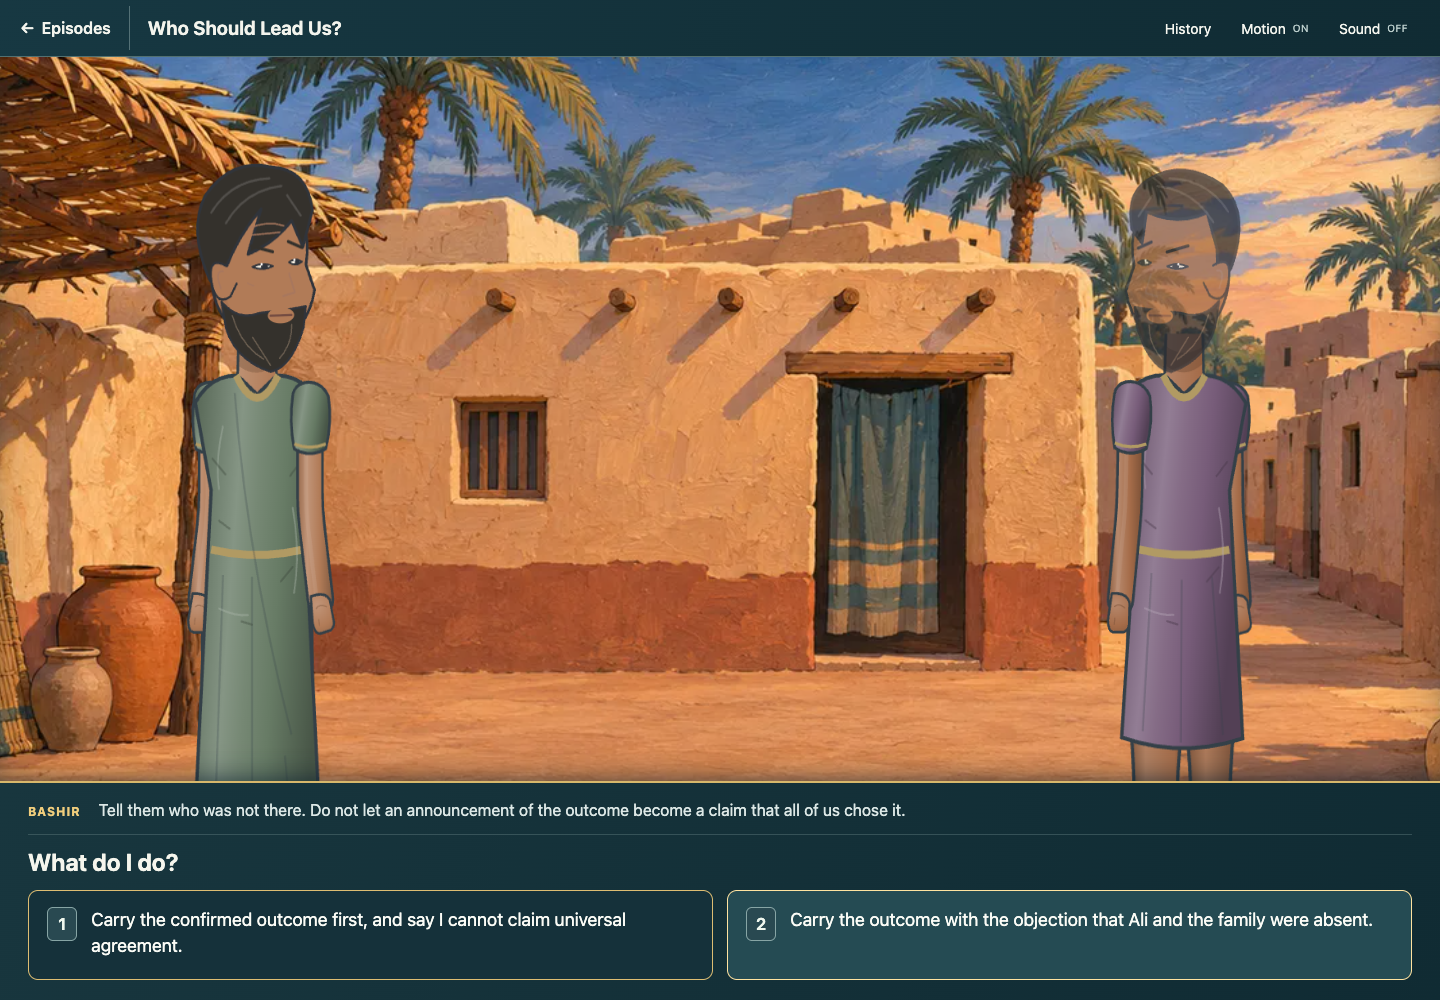 ← Episodes
Who Should Lead Us?
History
Motion ON
Sound OFF
BASHIR Tell them who was not there. Do not let an announcement of the outcome become a claim that all of us chose it.
What do I do?
1 Carry the confirmed outcome first, and say I cannot claim universal
agreement.
2 Carry the outcome with the objection that Ali and the family were absent.